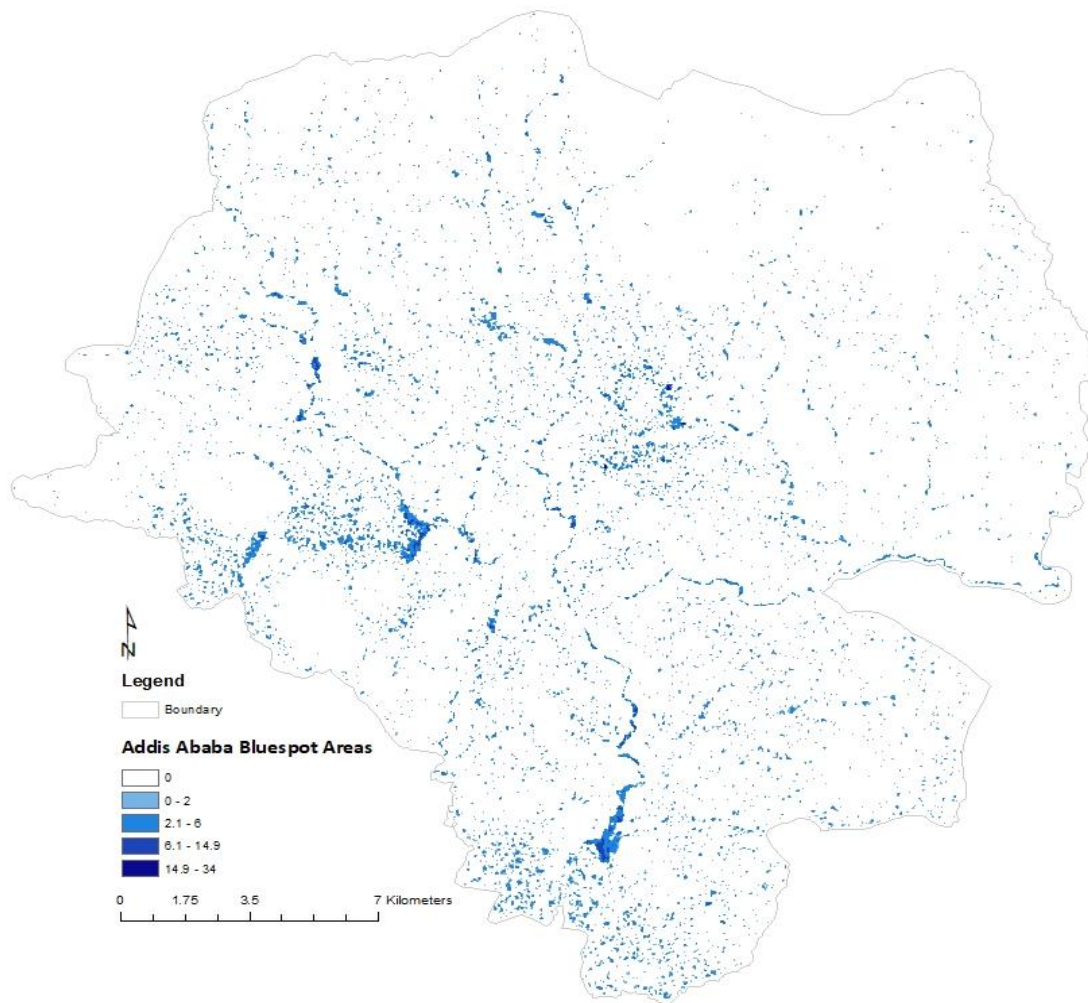 N
Legend
Boundary
Addis Ababa Bluespot Areas
0
0 - 2
2.1 - 6
6.1 - 14.9
14.9 - 34
0 1.75 3.5 7 Kilometers